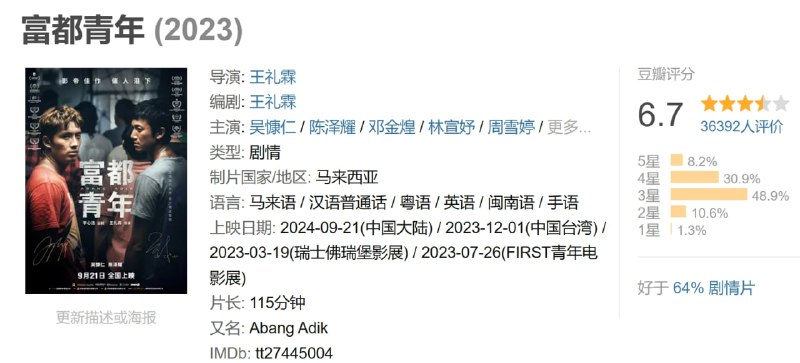 富都青年 (2023)
影帝佳作 催人泪下
富都
青年
9月21日 全国上映
更新描述或海报
导演: 王礼霖
编剧: 王礼霖
主演: 吴慷仁 / 陈泽耀 / 邓金煌 / 林宣妤 / 周雪婷 / 更多...
类型: 剧情
制片国家/地区: 马来西亚
语言: 马来语 / 汉语普通话 / 粤语 / 英语 / 闽南语 / 手语
上映日期: 2024-09-21(中国大陆) / 2023-12-01(中国台湾) /
2023-03-19(瑞士佛瑞堡影展) / 2023-07-26(FIRST青年电
影展)
片长: 115分钟
又名: Abang Adik
IMDb: tt27445004
豆瓣评分
6.7
36392人评价
5星 8.2%
4星 30.9%
3星 48.9%
2星 10.6%
1星 1.3%
好于 64% 剧情片